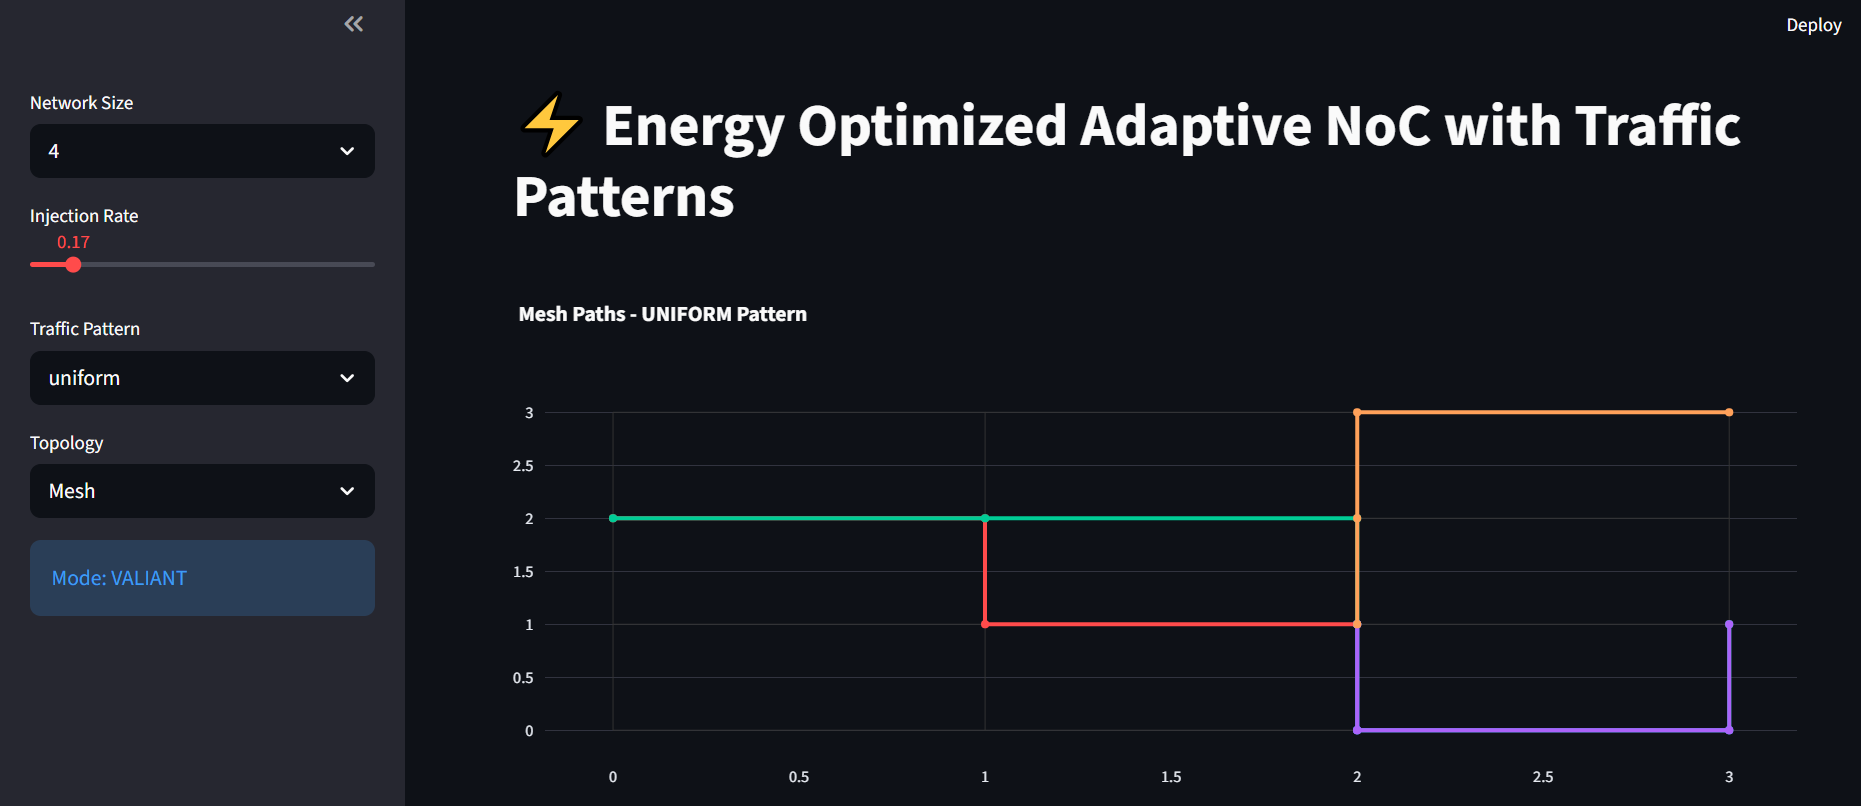 Deploy
Network Size
4
Injection Rate
0.17
Traffic Pattern
uniform
Topology
Mesh
Mode: VALIANT
⚡ Energy Optimized Adaptive NoC with Traffic
Patterns
Mesh Paths - UNIFORM Pattern
3
2.5
2
1.5
1
0.5
0
0 0.5 1 1.5 2 2.5 3